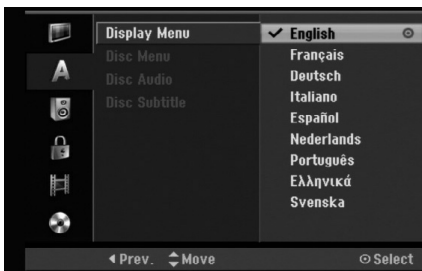 A
Display Menu
Disc Menu
Disc Audio
Disc Subtitle
English
Français
Deutsch
Italiano
Español
Nederlands
Português
Ελληνικά
Svenska
Prev. Move Select